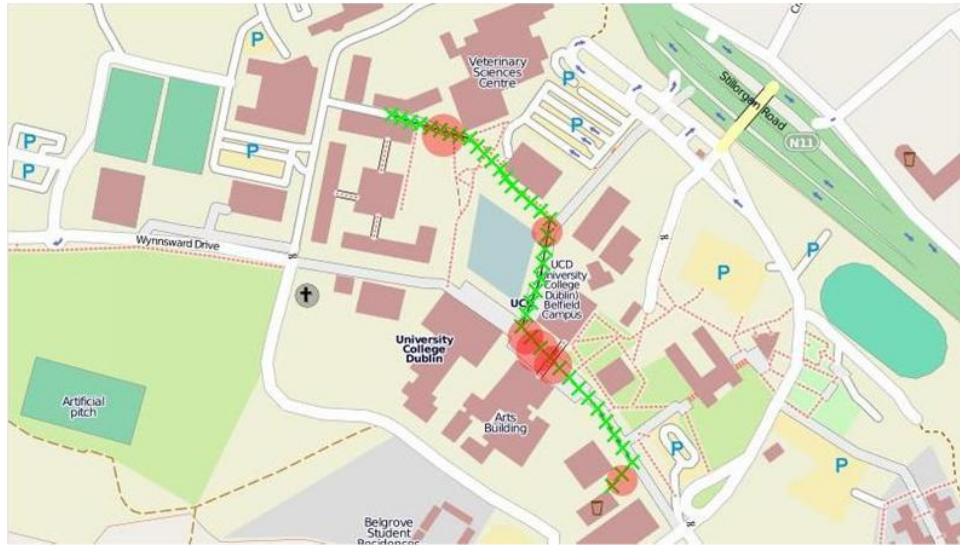 P
Veterinary
Sciences
Centre
P
P
Stillorgan Road
N11
P
P
P
Wynnsward Drive
P
P
UCD
University
College
Dublin)
Belfield
Campus
University
College
Dublin
Artificial
pitch
Arts
Building
P
P
Belgrove
Student
Residences